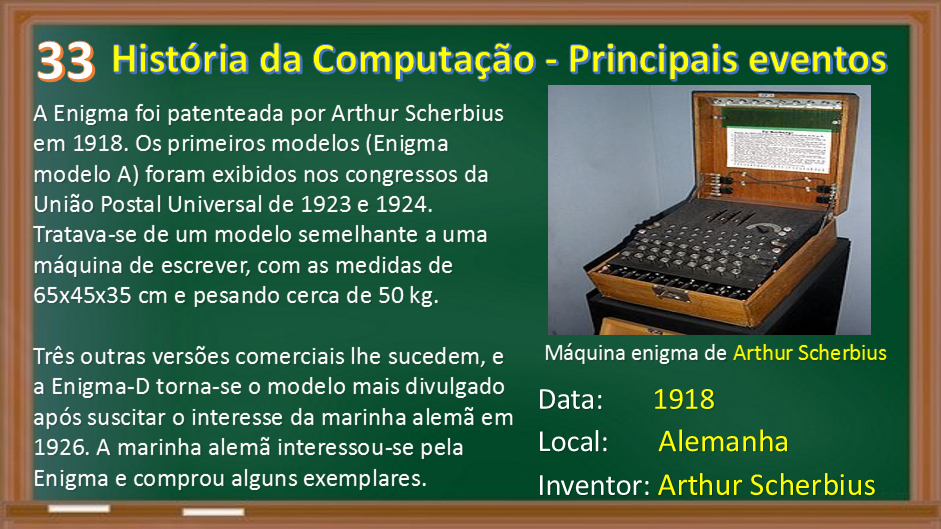 33 História da Computação - Principais eventos
A Enigma foi patenteada por Arthur Scherbius
em 1918. Os primeiros modelos (Enigma
modelo A) foram exibidos nos congressos da
União Postal Universal de 1923 e 1924.
Tratava-se de um modelo semelhante a uma
máquina de escrever, com as medidas de
65x45x35 cm e pesando cerca de 50 kg.
Três outras versões comerciais lhe sucedem, e
a Enigma-D torna-se o modelo mais divulgado
após suscitar o interesse da marinha alemã em
1926. A marinha alemã interessou-se pela
Enigma e comprou alguns exemplares.
Máquina enigma de Arthur Scherbius
Data: 1918
Local: Alemanha
Inventor: Arthur Scherbius